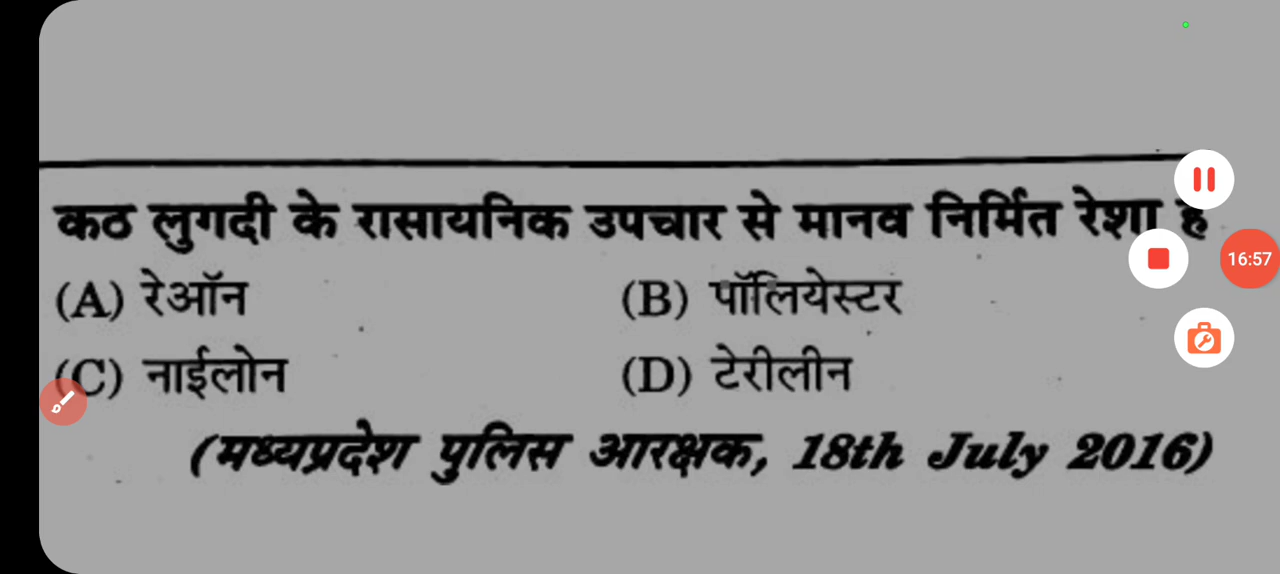 कठ लुगदी के रासायनिक उपचार से मानव निर्मित रेशा है
(A) रेऑन (B) पॉलियेस्टर
16:57
(C) नाईलोन (D) टेरीलीन
(मध्यप्रदेश पुलिस आरक्षक, 18th July 2016)